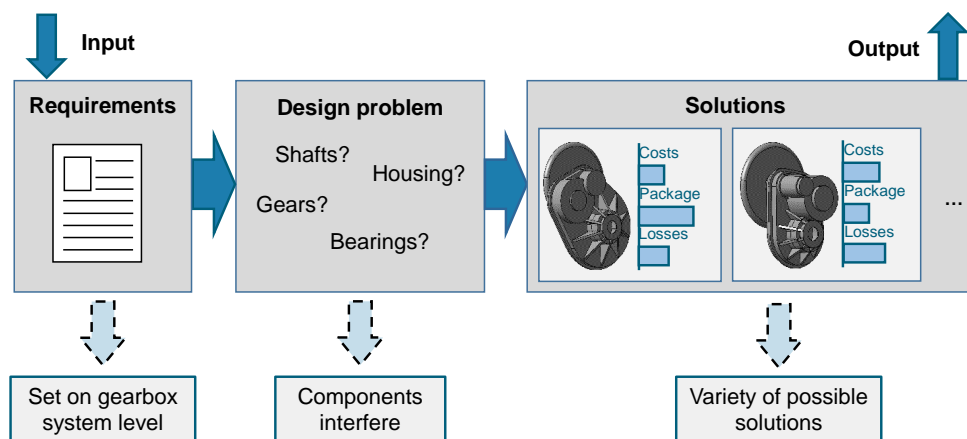 Input
Output
Requirements
Design problem
Shafts?
Housing?
Gears?
Bearings?
Solutions
Costs
Package
Losses
Costs
Package
Losses
...
Set on gearbox
system level
Components
interfere
Variety of possible
solutions